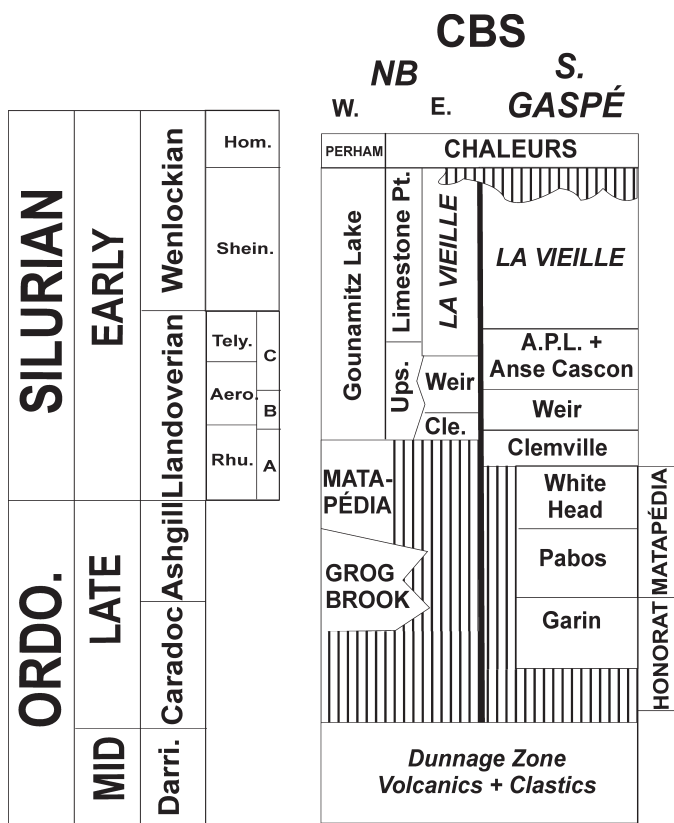 CBS
NB
S.
GASPÉ
W.
E.
SILURIAN
EARLY
Wenlockian
Hom.
Shein.
Llandoverian
Tely.
Aero.
Rhu.
C
B
A
ORDO.
LATE
Ashgill
Caradoc
MID
Darri.
PERHAM
CHALEURS
Gounamitz Lake
Limestone Pt.
LA VIEILLE
LA VIEILLE
Ups.
Weir
Cle.
A.P.L. +
Anse Cascon
Weir
Clemville
MATA-
PÉDIA
GROG
BROOK
White
Head
Pabos
Garin
MATAPÉDIA
HONORAT
Dunnage Zone
Volcanics + Clastics